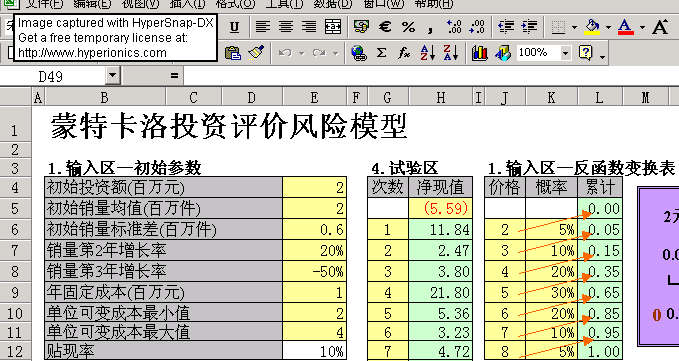 文件(F) 编辑(E) 视图(V) 插入(I) 格式(O) 工具(T) 数据(D) 窗口(W) 帮助(H)
Image captured with HyperSnap-DX
Get a free temporary license at:
http://www.hyperionics.com
100%
D49 =
A B C D E F G H I J K L M N
1 蒙特卡洛投资评价风险模型
2
3 1.输入区—初始参数 4.试验区 1.输入区—反函数变换表
4 初始投资额(百万元) 2 次数 净现值 价格 概率 累计
5 初始销量均值(百万件) 2 (5.59) 0.00 2元
6 初始销量标准差(百万件) 0.6 1 11.84 2 5% 0.05
7 销量第2年增长率 20% 2 2.47 3 10% 0.15 0.0
8 销量第3年增长率 -50% 3 3.80 4 20% 0.35
9 年固定成本(百万元) 1 4 21.80 5 30% 0.65
10 单位可变成本最小值 2 5 5.36 6 20% 0.85 0 0.
11 单位可变成本最大值 4 6 3.23 7 10% 0.95
12 贴现率 10% 7 4.72 8 5% 1.00